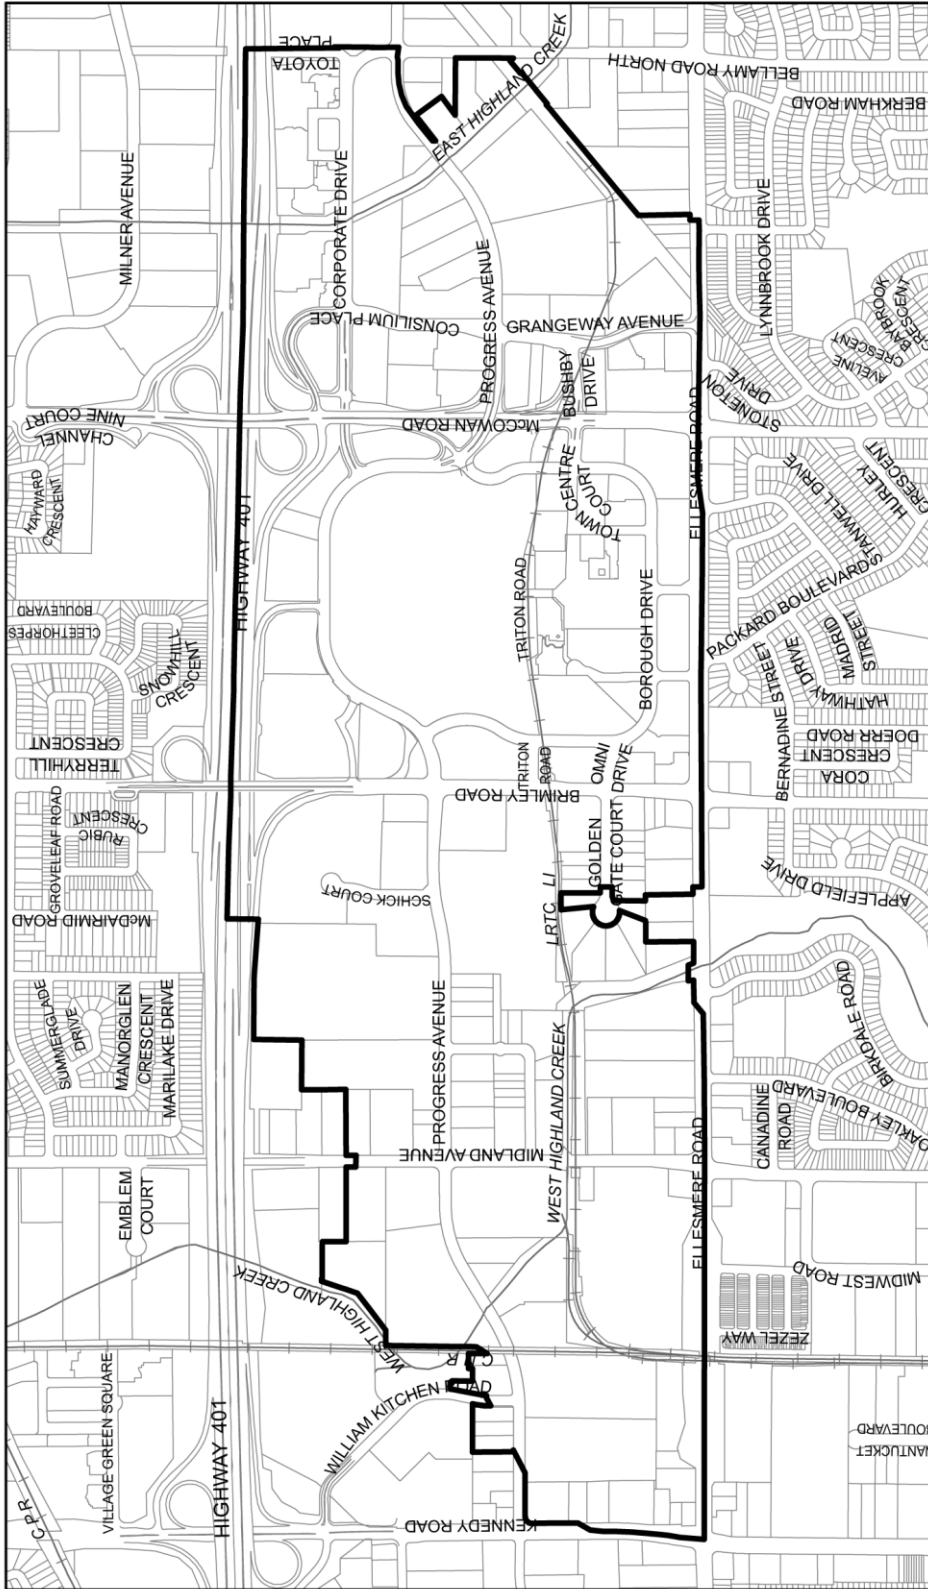 PLACE
TOYOTA
BELLAMY ROAD NORTH
BERKHAM ROAD
EAST HIGHLAND CREEK
MILNER AVENUE
CORPORATE DRIVE
LYNNBROOK DRIVE
PROGRESS AVENUE
CONSILIUM PLACE
GRANGEWAY AVENUE
BAYBROOK
CRESCENT
AVELINE
CRESCENT
BUSHBY
DRIVE
STONETON
DRIVE
CHANNEL
NINE COURT
McCOWAN ROAD
ELLESMERE ROAD
HAYWARD
CRESCENT
TOWN CENTRE
COURT
STANWELL DRIVE
HURLEY
CRESCENT
HIGHWAY 401
TRITON ROAD
BOROUGH DRIVE
PACKARD BOULEVARD
CLEETHORPES
BOULEVARD
SNOWHILL
CRESCENT
MADRID
STREET
HATHWAY DRIVE
BERNADINE STREET
DOERR ROAD
CORA
CRESCENT
TERRYHILL
CRESCENT
TRITON
ROAD
OMNI
DRIVE
BRIMLEY ROAD
GROVELEAF ROAD
RUBIC
CRESCENT
GOLDEN
GATE COURT
APPLEFIELD DRIVE
McDAIRMID ROAD
SCHICK COURT
LRTC LI
SUMMERGLADE
DRIVE
MANORGLEN
CRESCENT
MARILAKE DRIVE
PROGRESS AVENUE
WEST HIGHLAND CREEK
BIRKDALE ROAD
OAKLEY BOULEVARD
CANADINE
ROAD
MIDLAND AVENUE
ELLESMERE ROAD
EMBLEM
COURT
WEST HIGHLAND CREEK
MIDWEST ROAD
ZEZEL WAY
VILLAGE GREEN SQUARE
WILLIAM KITCHEN ROAD
HIGHWAY 401
KENNEDY ROAD
C P R